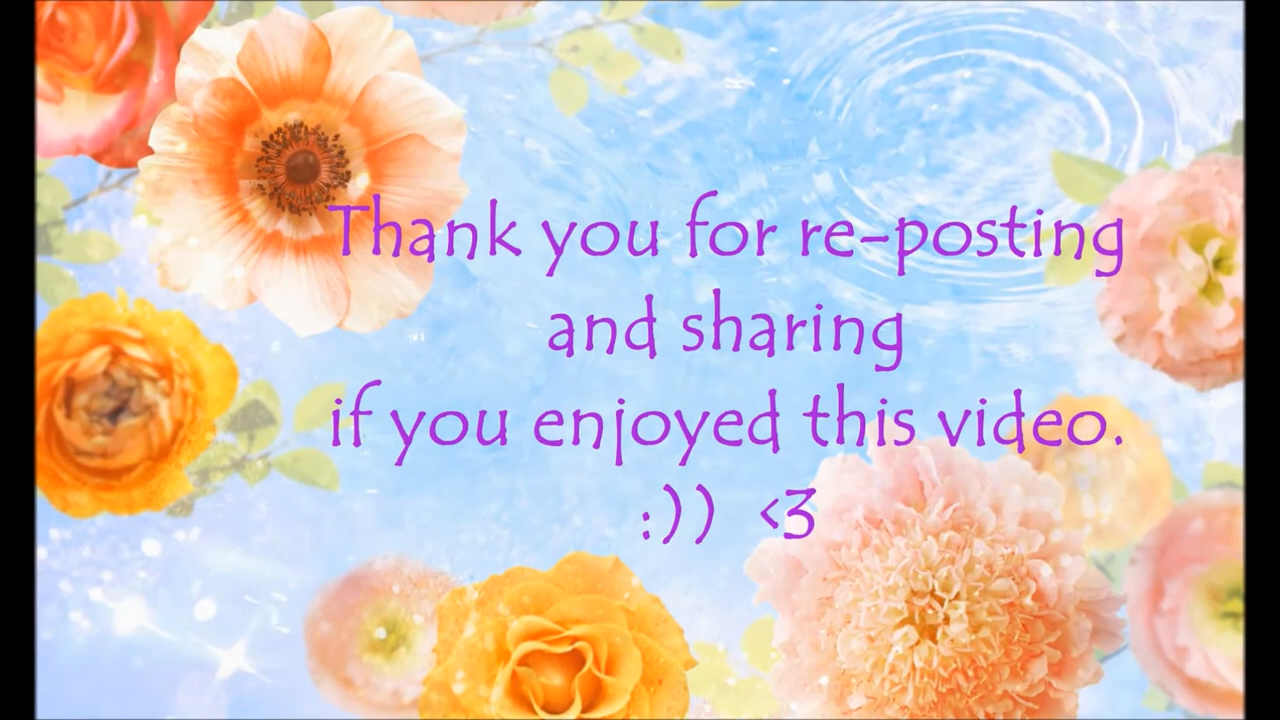 Thank you for re-posting
and sharing
if you enjoyed this video.
:)) <3